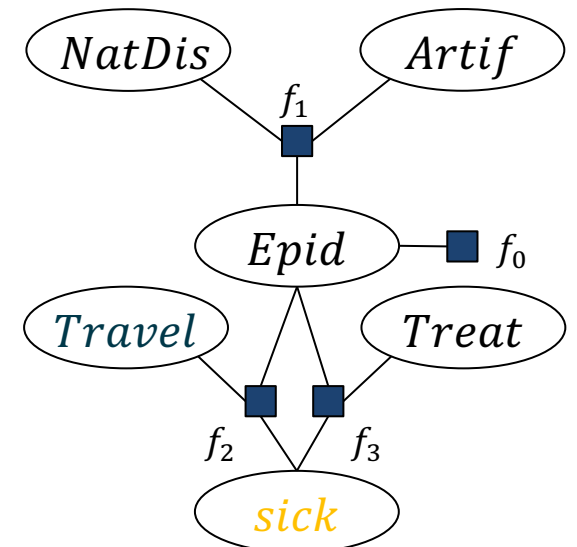 NatDis
Artif
f₁
Epid
f₀
Travel
Treat
f₂
f₃
sick